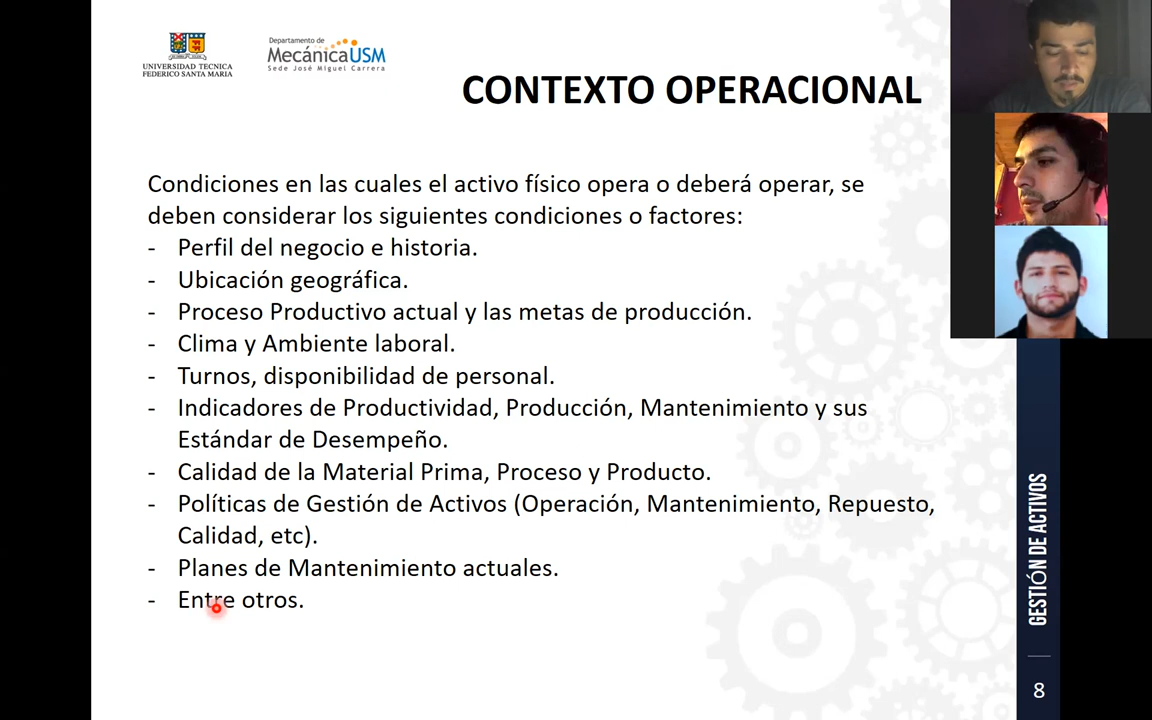 UNIVERSIDAD TECNICA
FEDERICO SANTA MARIA
Departamento de
MecánicaUSM
Sede José Miguel Carrera
CONTEXTO OPERACIONAL
Condiciones en las cuales el activo físico opera o deberá operar, se
deben considerar los siguientes condiciones o factores:
- Perfil del negocio e historia.
- Ubicación geográfica.
- Proceso Productivo actual y las metas de producción.
- Clima y Ambiente laboral.
- Turnos, disponibilidad de personal.
- Indicadores de Productividad, Producción, Mantenimiento y sus
Estándar de Desempeño.
- Calidad de la Material Prima, Proceso y Producto.
- Políticas de Gestión de Activos (Operación, Mantenimiento, Repuesto,
Calidad, etc).
- Planes de Mantenimiento actuales.
- Entre otros.
GESTIÓN DE ACTIVOS
8